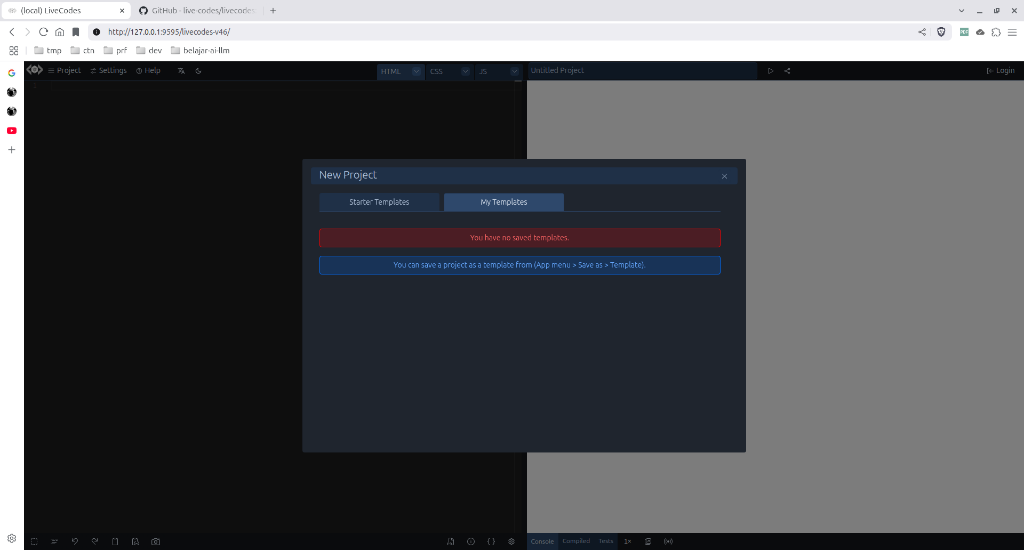 (local) LiveCodes
GitHub - live-codes/livecodes
http://127.0.0.1:9595/livecodes-v46/
tmp
ctn
prf
dev
belajar-ai-llm
Project
Settings
Help
HTML
CSS
JS
Untitled Project
Login
New Project
Starter Templates
My Templates
You have no saved templates.
You can save a project as a template from (App menu > Save as > Template).
Console
Compiled
Tests
1×